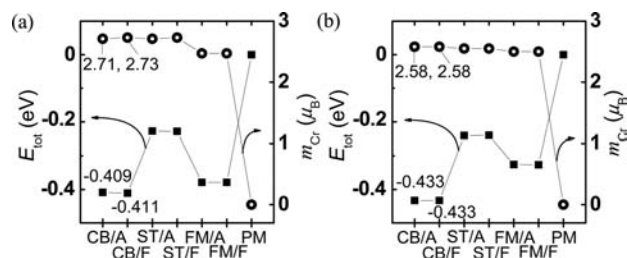 (a)
0
-0.2
-0.4
E_tot (eV)
2.71, 2.73
-0.409
-0.411
3
2
1
0
m_Cr (μ_B)
CB/A ST/A FM/A PM
CB/F ST/F FM/F
(b)
0
-0.2
-0.4
E_tot (eV)
2.58, 2.58
-0.433
-0.433
3
2
1
0
m_Cr (μ_B)
CB/A ST/A FM/A PM
CB/F ST/F FM/F